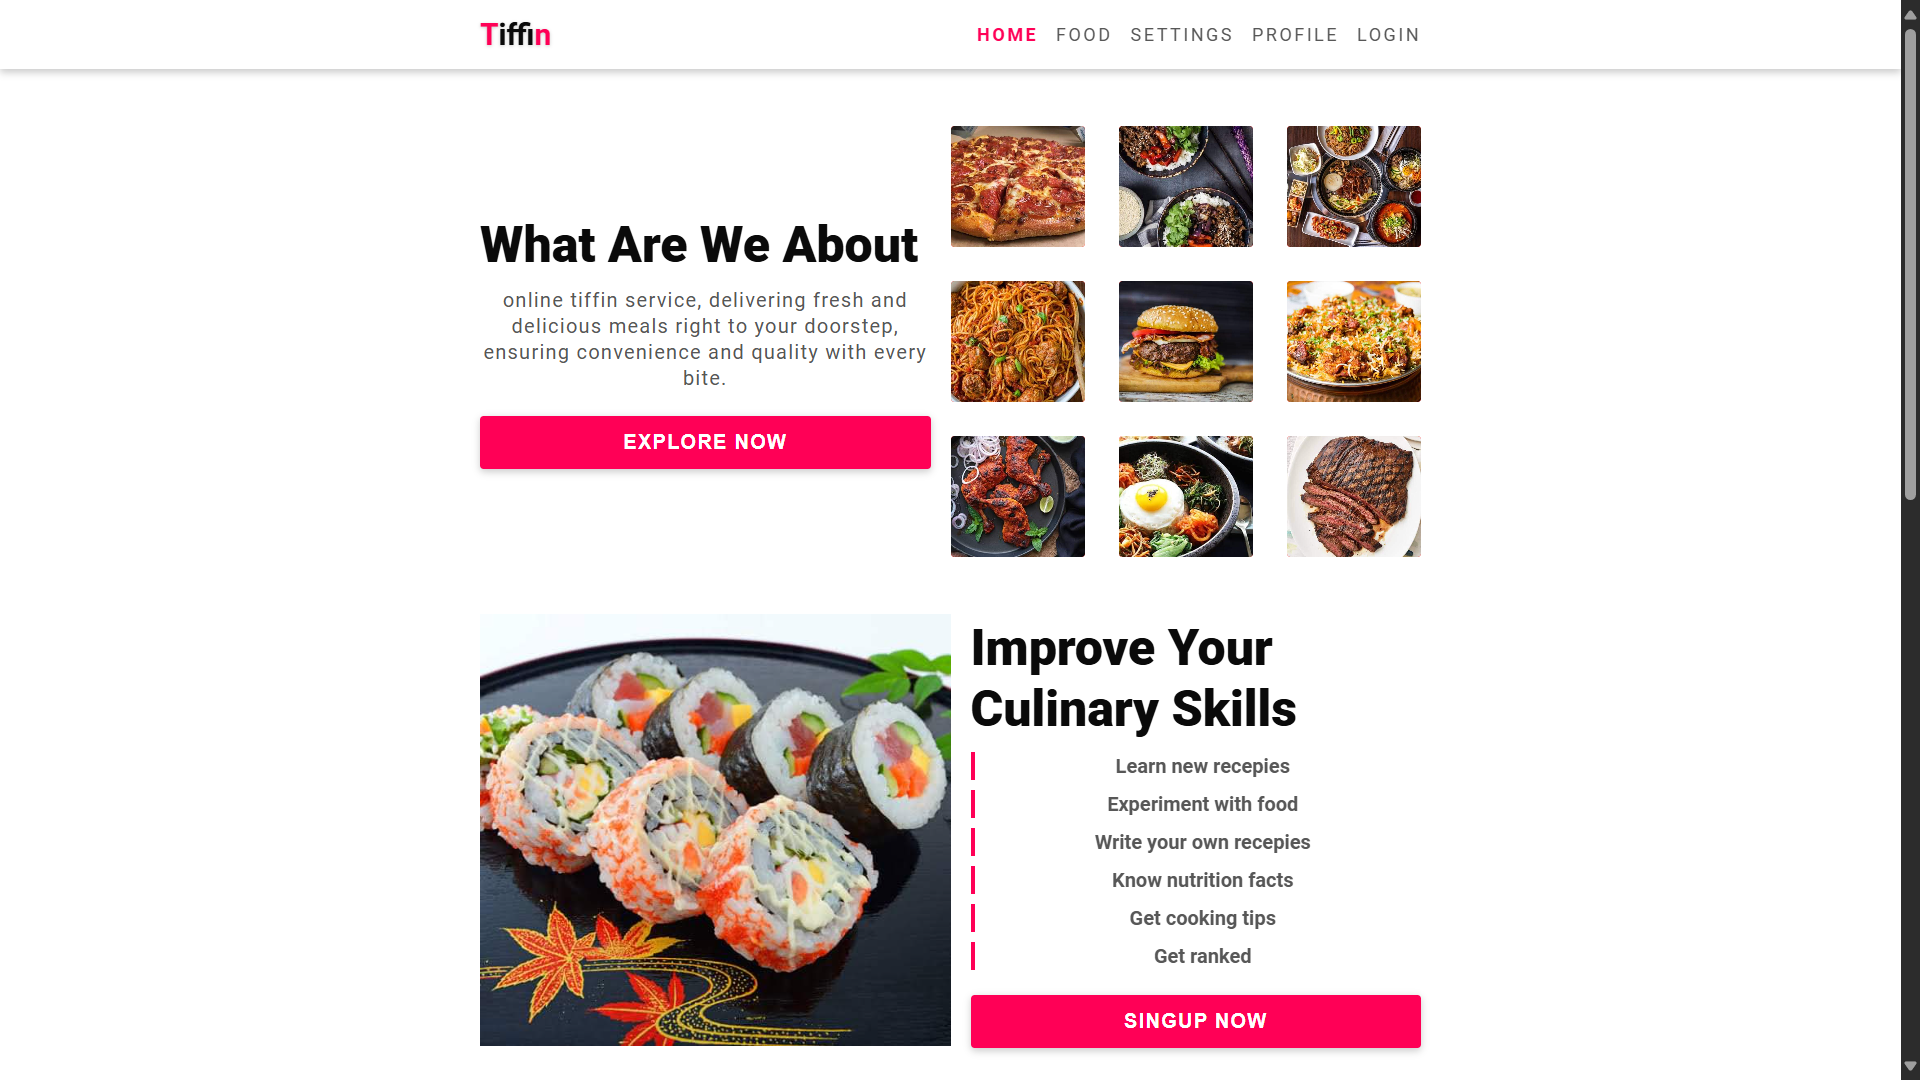 Tiffin
HOME FOOD SETTINGS PROFILE LOGIN
What Are We About
online tiffin service, delivering fresh and
delicious meals right to your doorstep,
ensuring convenience and quality with every
bite.
EXPLORE NOW
Improve Your
Culinary Skills
Learn new recepies
Experiment with food
Write your own recepies
Know nutrition facts
Get cooking tips
Get ranked
SINGUP NOW